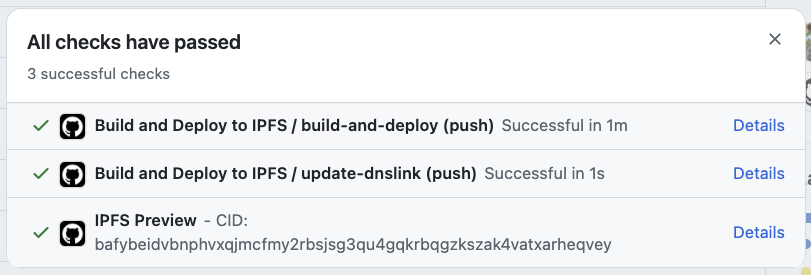 All checks have passed
3 successful checks
Build and Deploy to IPFS / build-and-deploy (push) Successful in 1m Details
Build and Deploy to IPFS / update-dnslink (push) Successful in 1s Details
IPFS Preview - CID:
bafybeidvbnphvxqjmcfmy2rbsjsg3qu4gqkrbqgzkszak4vatxarheqvey Details